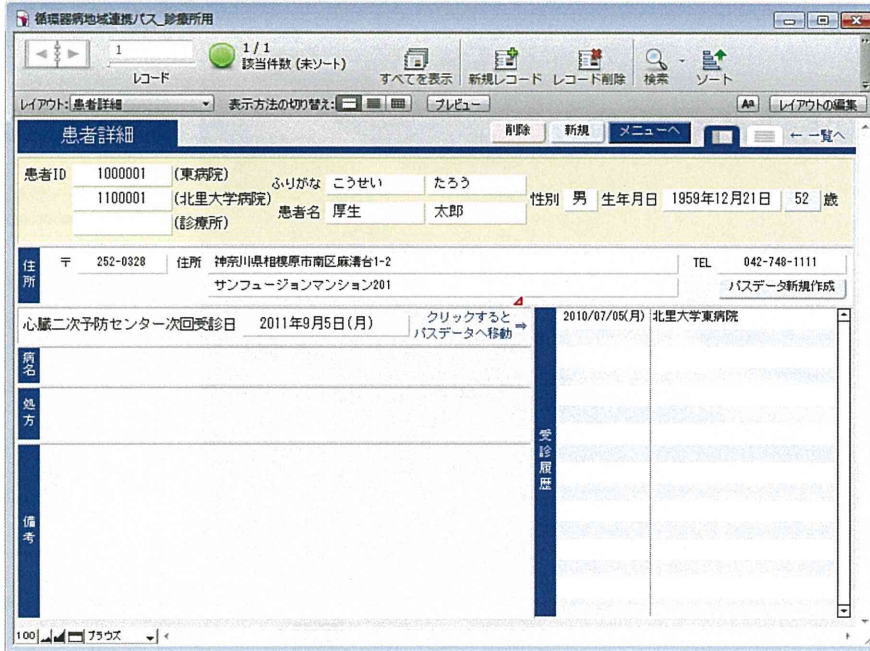 循環器病地域連携パス_診療所用
1
1 / 1
該当件数 (未ソート)
レコード
すべてを表示 新規レコード レコード削除 検索 ソート
レイアウト: 患者詳細 表示方法の切り替え: プレビュー Aa レイアウトの編集
患者詳細 削除 新規 メニューへ ← 一覧へ
患者ID 1000001 (東病院)
1100001 (北里大学病院)
(診療所)
ふりがな こうせい たろう
患者名 厚生 太郎
性別 男 生年月日 1959年12月21日 52 歳
住所 〒 252-0328 住所 神奈川県相模原市南区麻溝台1-2 TEL 042-748-1111
サンフュージョンマンション201 パスデータ新規作成
心臓二次予防センター次回受診日 2011年9月5日(月) クリックすると
パスデータへ移動 ⇒
病名
処方
備考
受診履歴
2010/07/05(月) 北里大学東病院
100 ブラウズ